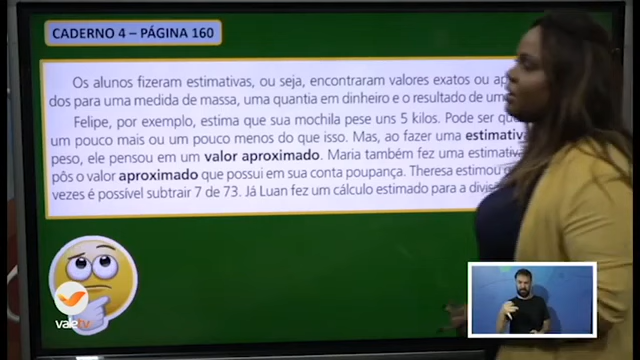 CADERNO 4 – PÁGINA 160
Os alunos fizeram estimativas, ou seja, encontraram valores exatos ou
dos para uma medida de massa, uma quantia em dinheiro e o resultado de
Felipe, por exemplo, estima que sua mochila pese uns 5 kilos. Pode ser
um pouco mais ou um pouco menos do que isso. Mas, ao fazer uma estimativa
peso, ele pensou em um valor aproximado. Maria também fez uma estimativa
pôs o valor aproximado que possui em sua conta poupança. Theresa estimou
vezes é possível subtrair 7 de 73. Já Luan fez um cálculo estimado para a
vale tv